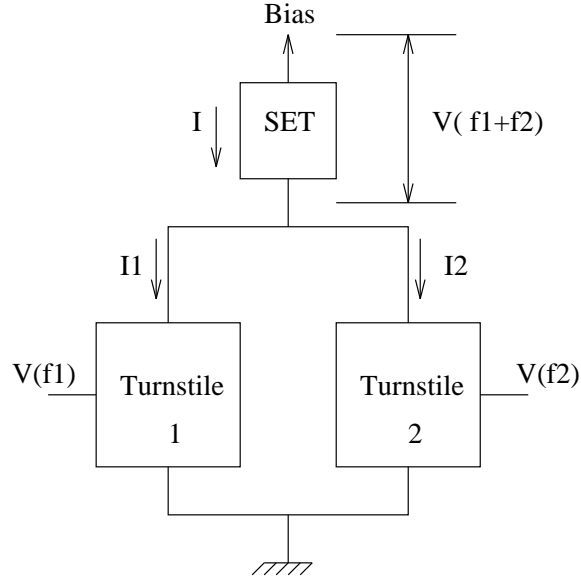 Bias
I
SET
V( f1+f2)
I1
I2
V(f1)
Turnstile
1
Turnstile
2
V(f2)